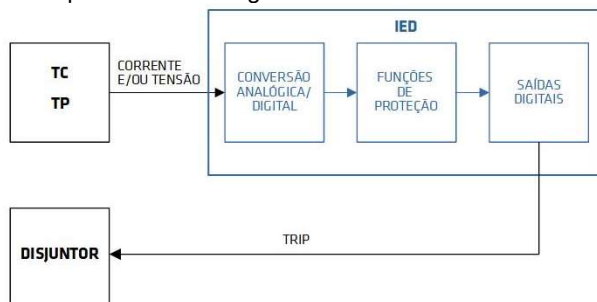 IED
TC
TP
CORRENTE
E/OU TENSÃO
CONVERSÃO
ANALÓGICA/
DIGITAL
FUNÇÕES
DE
PROTEÇÃO
SAÍDAS
DIGITAIS
TRIP
DISJUNTOR